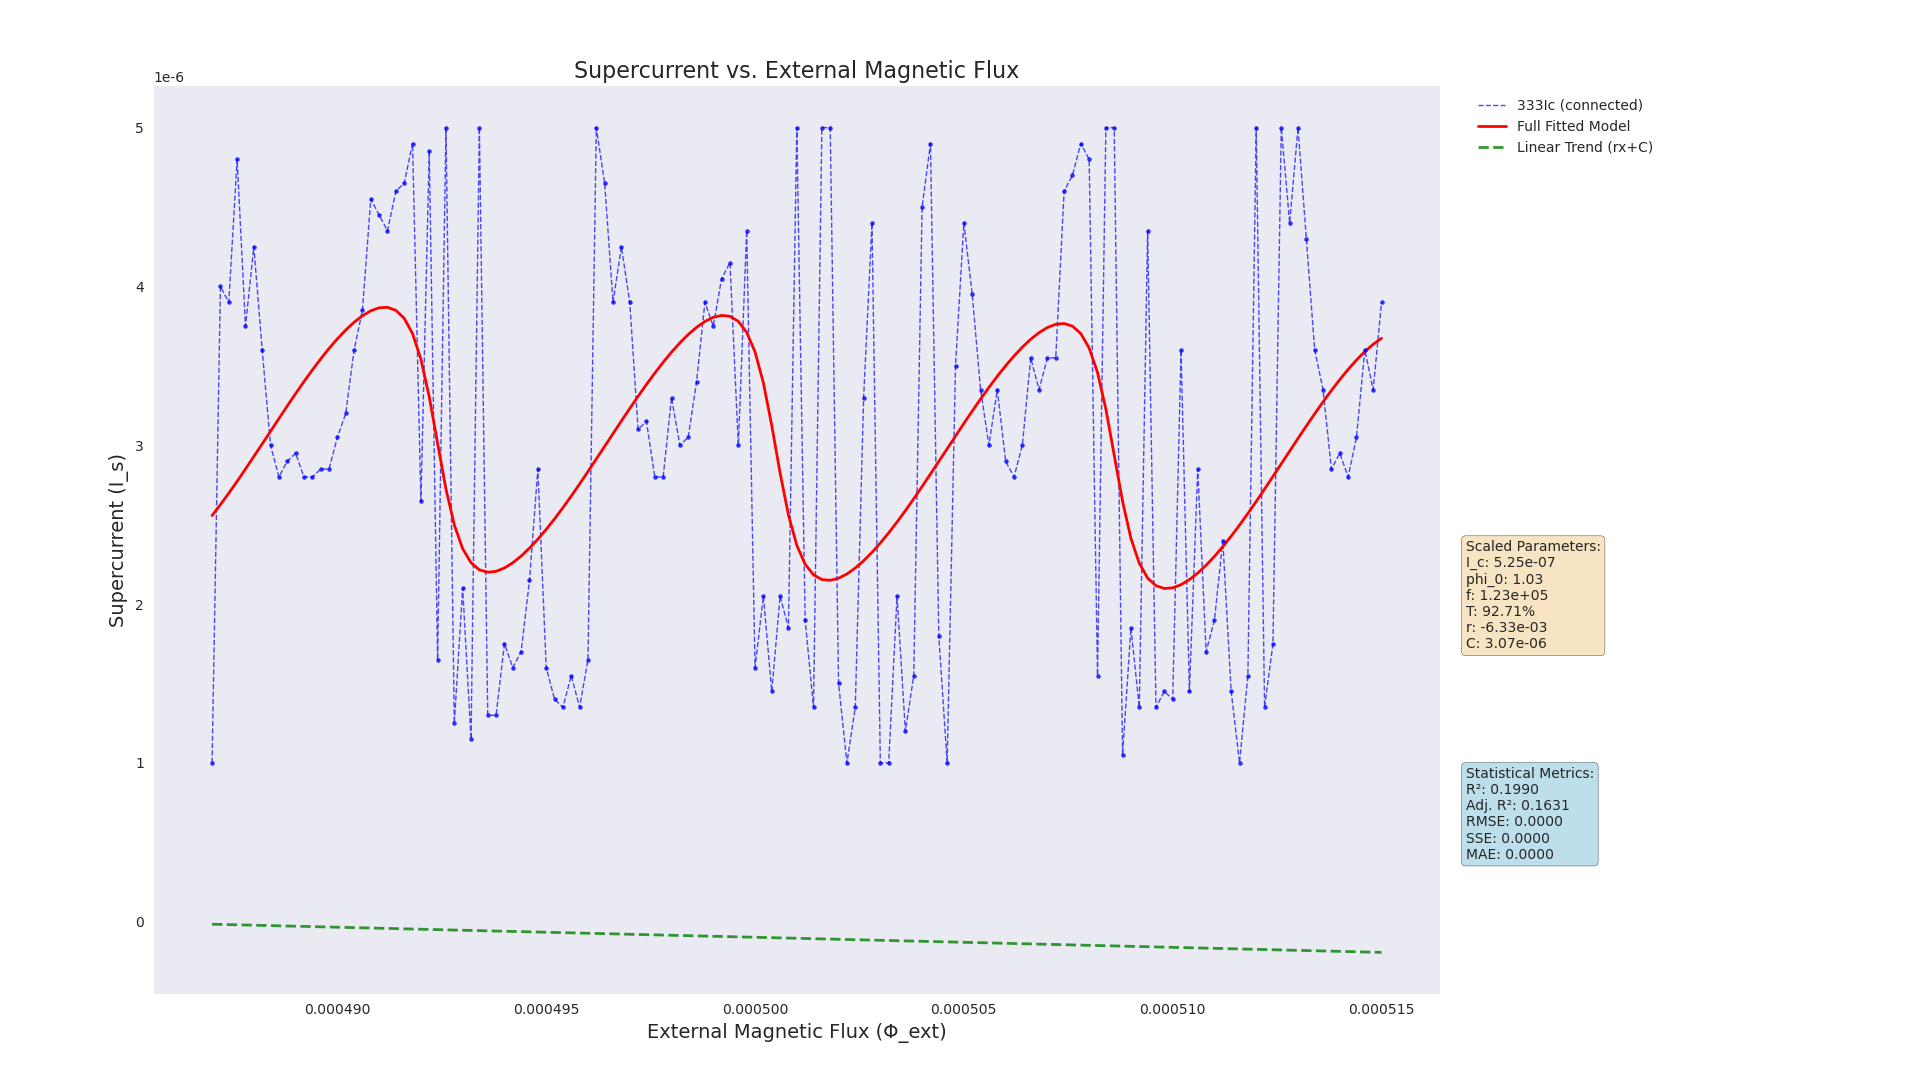 Supercurrent vs. External Magnetic Flux
1e-6
5
4
3
2
1
0
Supercurrent (I_s)
0.000490
0.000495
0.000500
0.000505
0.000510
0.000515
External Magnetic Flux (Φ_ext)
333Ic (connected)
Full Fitted Model
Linear Trend (rx+C)
Scaled Parameters:
I_c: 5.25e-07
phi_0: 1.03
f: 1.23e+05
T: 92.71%
r: -6.33e-03
C: 3.07e-06
Statistical Metrics:
R²: 0.1990
Adj. R²: 0.1631
RMSE: 0.0000
SSE: 0.0000
MAE: 0.0000